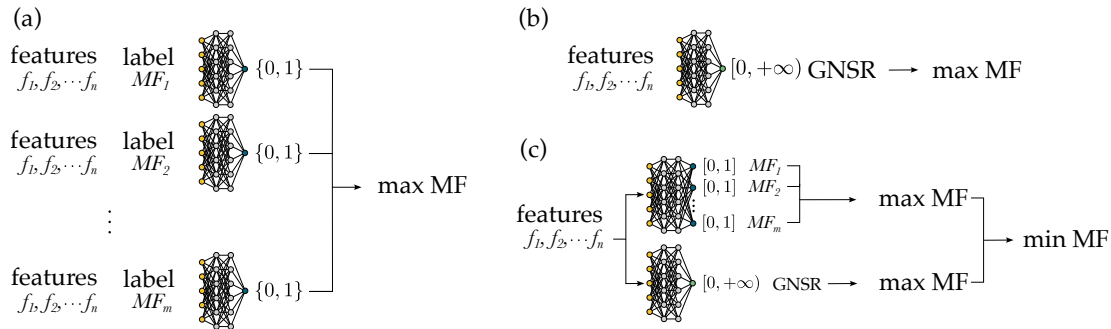 (a)
features label {0, 1}
f1, f2, ··· fn MF1
features label {0, 1}
f1, f2, ··· fn MF2
max MF
⋮
features label {0, 1}
f1, f2, ··· fn MFm
(b)
features [0, +∞) GNSR max MF
f1, f2, ··· fn
(c)
[0, 1] MF1
[0, 1] MF2
⋮
[0, 1] MFm
max MF
features
f1, f2, ··· fn
min MF
[0, +∞) GNSR max MF